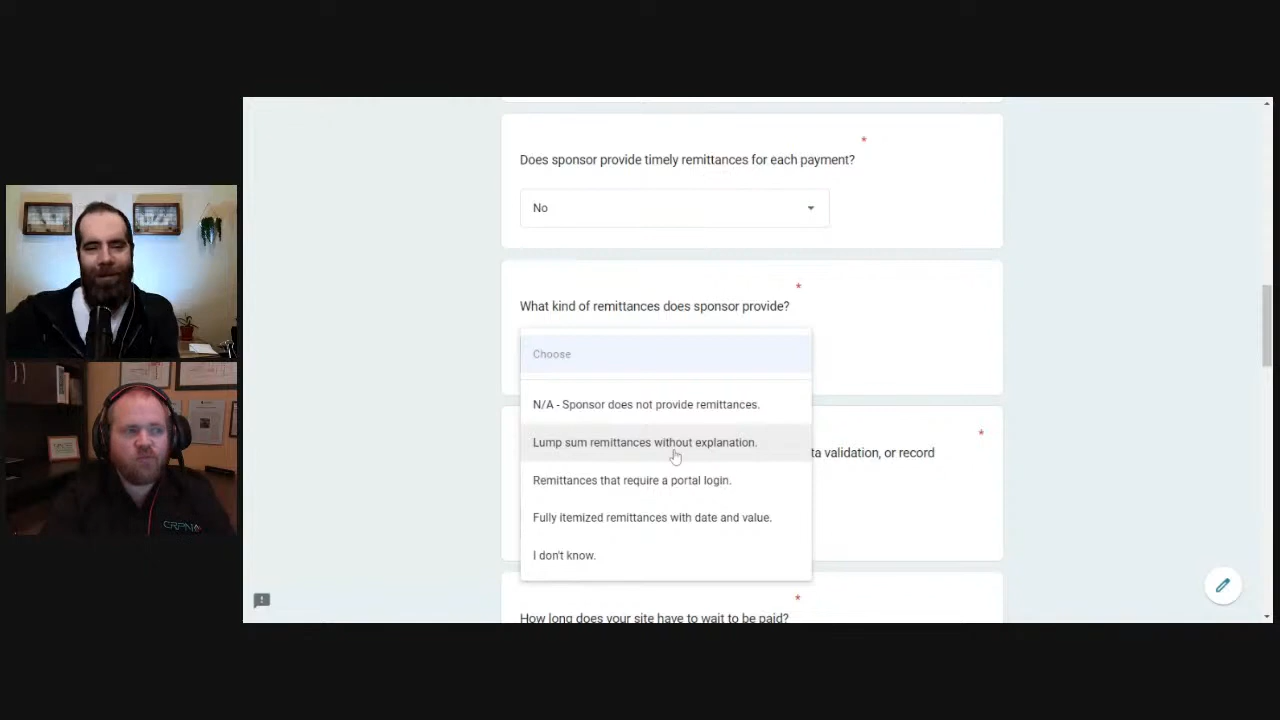 *
Does sponsor provide timely remittances for each payment?
No
*
What kind of remittances does sponsor provide?
Choose
N/A - Sponsor does not provide remittances.
Lump sum remittances without explanation.
Remittances that require a portal login.
Fully itemized remittances with date and value.
I don't know.
*
ta validation, or record
*
How long does your site have to wait to be paid?
CRPN